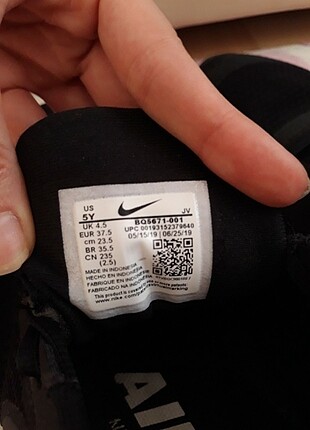 US
5Y
JV
UK 4.5
BQ5671-001
EUR 37.5
UPC 00193152379640
cm 23.5
05/15/19 | 06/25/19
BR 35.5
CN 235
(2.5)
MADE IN INDONESIA
HECHO EN INDONESIA
FABRIQUE EN INDONESIE
FABRICADO NA INDONESIA
AIR